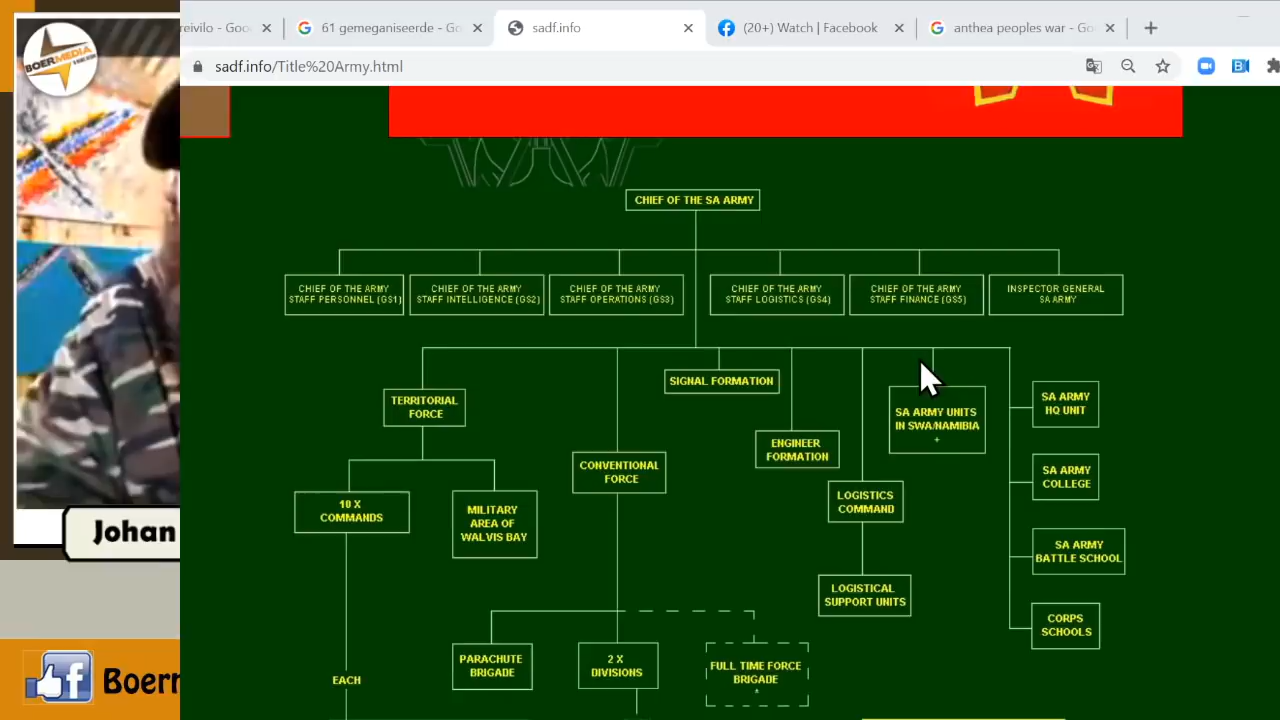 BOERMEDIA
reivilo - Goo
61 gemeganiseerde - Go
sadf.info
(20+) Watch | Facebook
anthea peoples war - Go
sadf.info/Title%20Army.html
CHIEF OF THE SA ARMY
CHIEF OF THE ARMY
STAFF PERSONNEL (GS1)
CHIEF OF THE ARMY
STAFF INTELLIGENCE (GS2)
CHIEF OF THE ARMY
STAFF OPERATIONS (GS3)
CHIEF OF THE ARMY
STAFF LOGISTICS (GS4)
CHIEF OF THE ARMY
STAFF FINANCE (GS5)
INSPECTOR GENERAL
SA ARMY
TERRITORIAL
FORCE
SIGNAL FORMATION
SA ARMY UNITS
IN SWA/NAMIBIA
+
SA ARMY
HQ UNIT
ENGINEER
FORMATION
CONVENTIONAL
FORCE
SA ARMY
COLLEGE
10 X
COMMANDS
MILITARY
AREA OF
WALVIS BAY
LOGISTICS
COMMAND
Johan
SA ARMY
BATTLE SCHOOL
LOGISTICAL
SUPPORT UNITS
CORPS
SCHOOLS
PARACHUTE
BRIGADE
2 X
DIVISIONS
FULL TIME FORCE
BRIGADE
*
EACH
Boerm